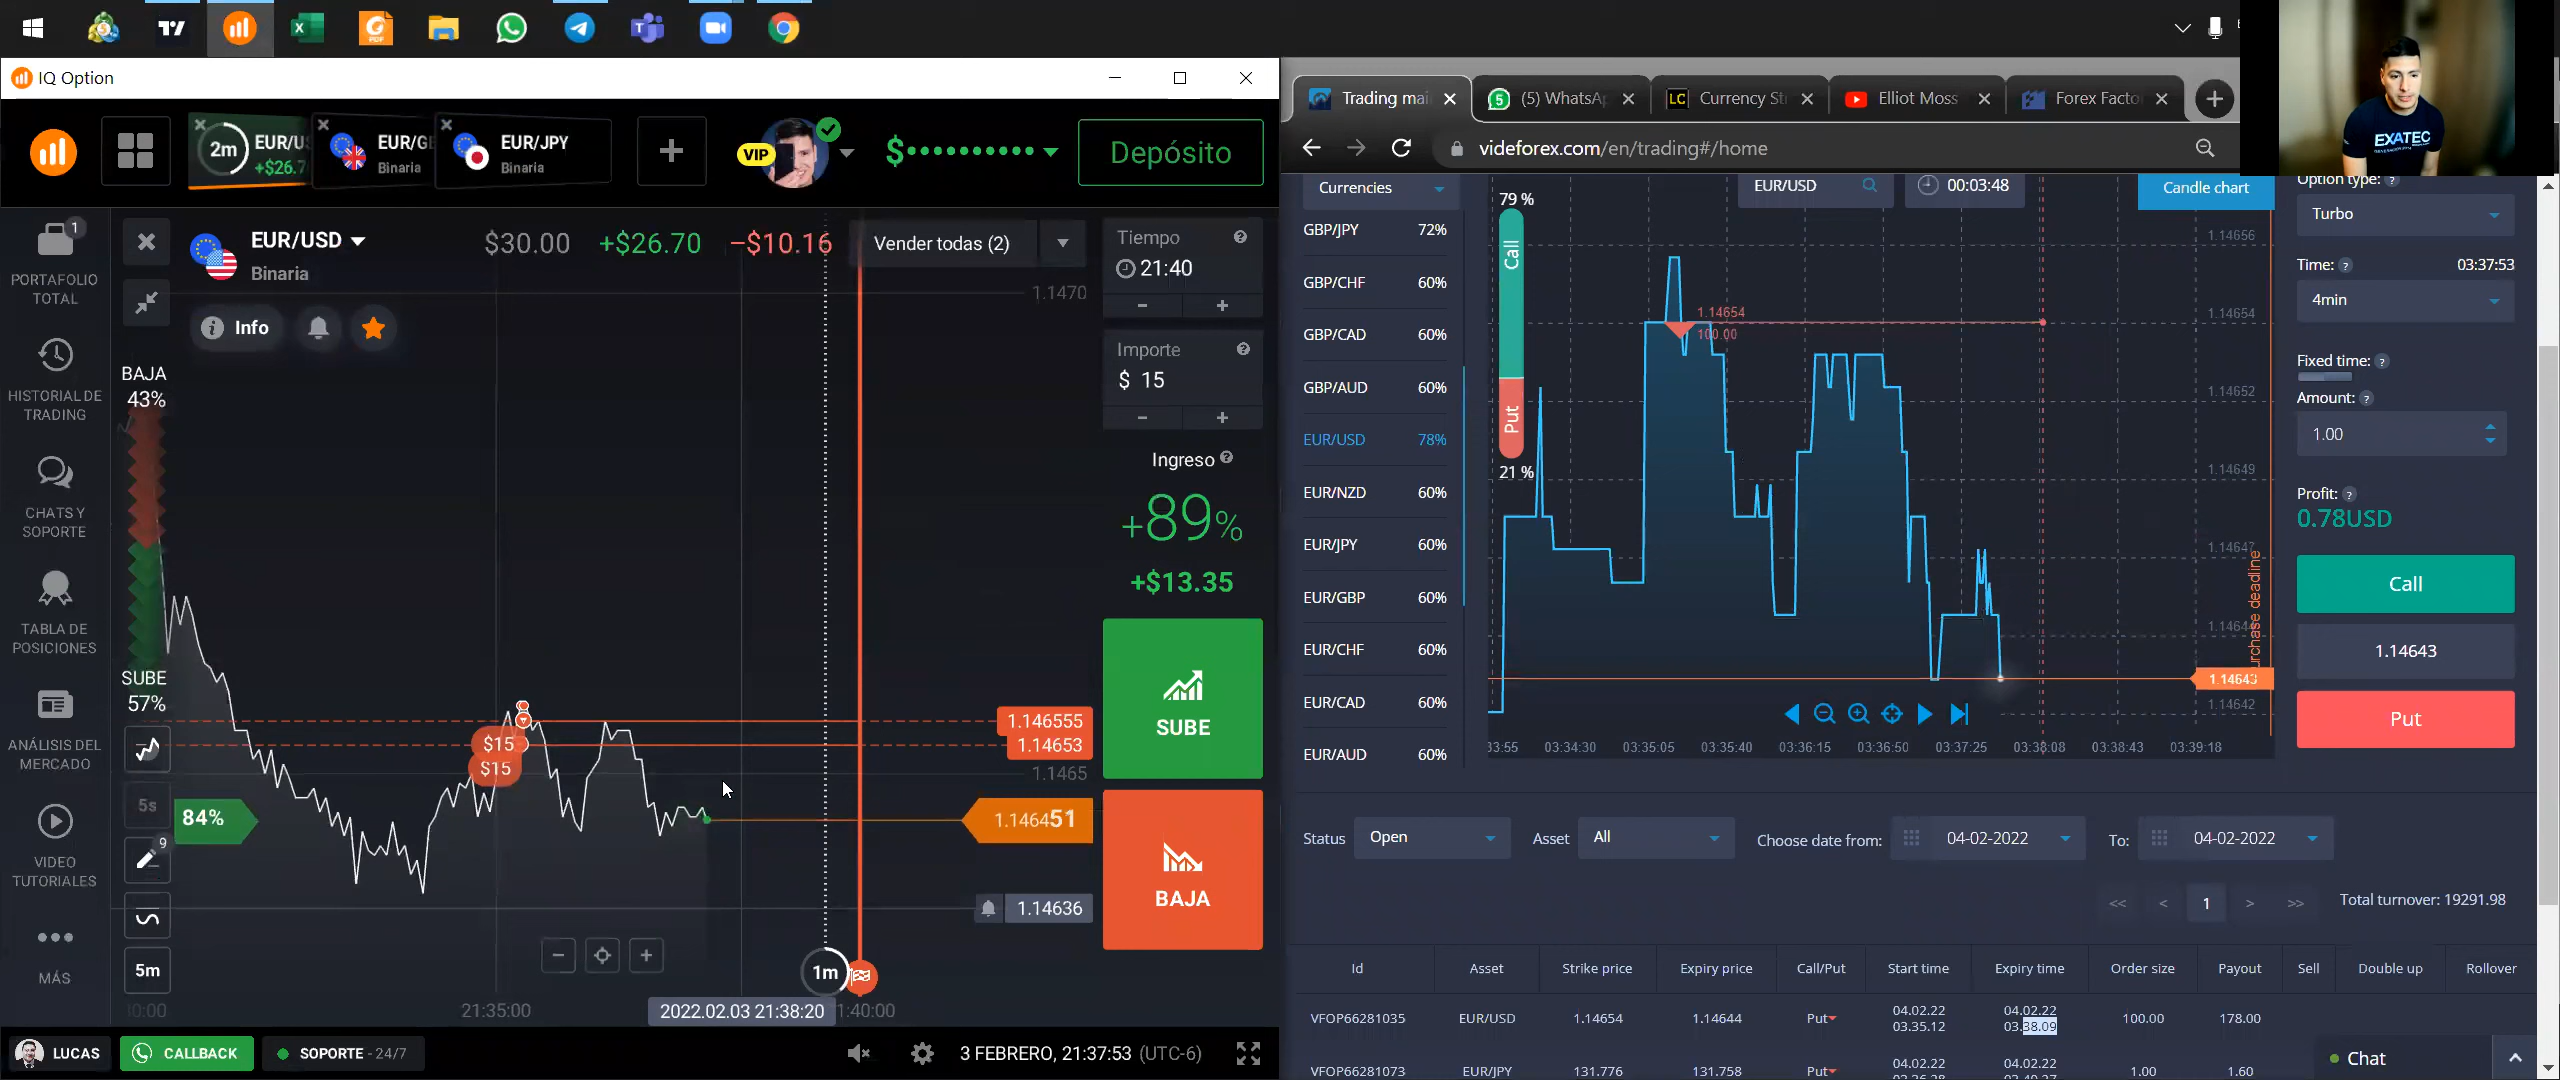 IQ Option
2m
EUR/US
+$26.7
EUR/GB
Binaria
EUR/JPY
Binaria
VIP
$
Depósito
1
PORTAFOLIO
TOTAL
HISTORIAL DE
TRADING
CHATS Y
SOPORTE
TABLA DE
POSICIONES
ANÁLISIS DEL
MERCADO
VIDEO
TUTORIALES
MÁS
EUR/USD
Binaria
$30.00
+$26.70
−$10.16
Vender todas (2)
Info
BAJA
43%
SUBE
57%
5s
84%
9
5m
1.1470
1.146555
1.14653
1.1465
1.146451
1.14636
$15
$15
1m
21:35:00
2022.02.03 21:38:20
1:40:00
Tiempo
21:40
Importe
$ 15
Ingreso
+89%
+$13.35
SUBE
BAJA
LUCAS
CALLBACK
SOPORTE - 24/7
3 FEBRERO, 21:37:53 (UTC-6)
Trading mai
(5) WhatsA
Currency St
Elliot Moss
Forex Facto
videforex.com/en/trading#/home
EXATEC
Currencies
GBP/JPY 72%
GBP/CHF 60%
GBP/CAD 60%
GBP/AUD 60%
EUR/USD 78%
EUR/NZD 60%
EUR/JPY 60%
EUR/GBP 60%
EUR/CHF 60%
EUR/CAD 60%
EUR/AUD 60%
79 %
Call
Put
21 %
EUR/USD
00:03:48
Candle chart
1.14654
100.00
1.14656
1.14654
1.14652
1.14649
1.14647
1.14644
1.14643
1.14642
33:55 03:34:30 03:35:05 03:35:40 03:36:15 03:36:50 03:37:25 03:38:08 03:38:43 03:39:18
urchase deadline
Option type:
Turbo
Time: 03:37:53
4min
Fixed time:
Amount:
1.00
Profit:
0.78USD
Call
1.14643
Put
Status Open Asset All Choose date from: 04-02-2022 To: 04-02-2022
<< < 1 > >> Total turnover: 19291.98
Id Asset Strike price Expiry price Call/Put Start time Expiry time Order size Payout Sell Double up Rollover
VFOP66281035 EUR/USD 1.14654 1.14644 Put 04.02.22 03.35.12 04.02.22 03.38.09 100.00 178.00
VFOP66281073 EUR/JPY 131.776 131.758 Put 04.02.22 04.02.22 1.00 1.60
Chat